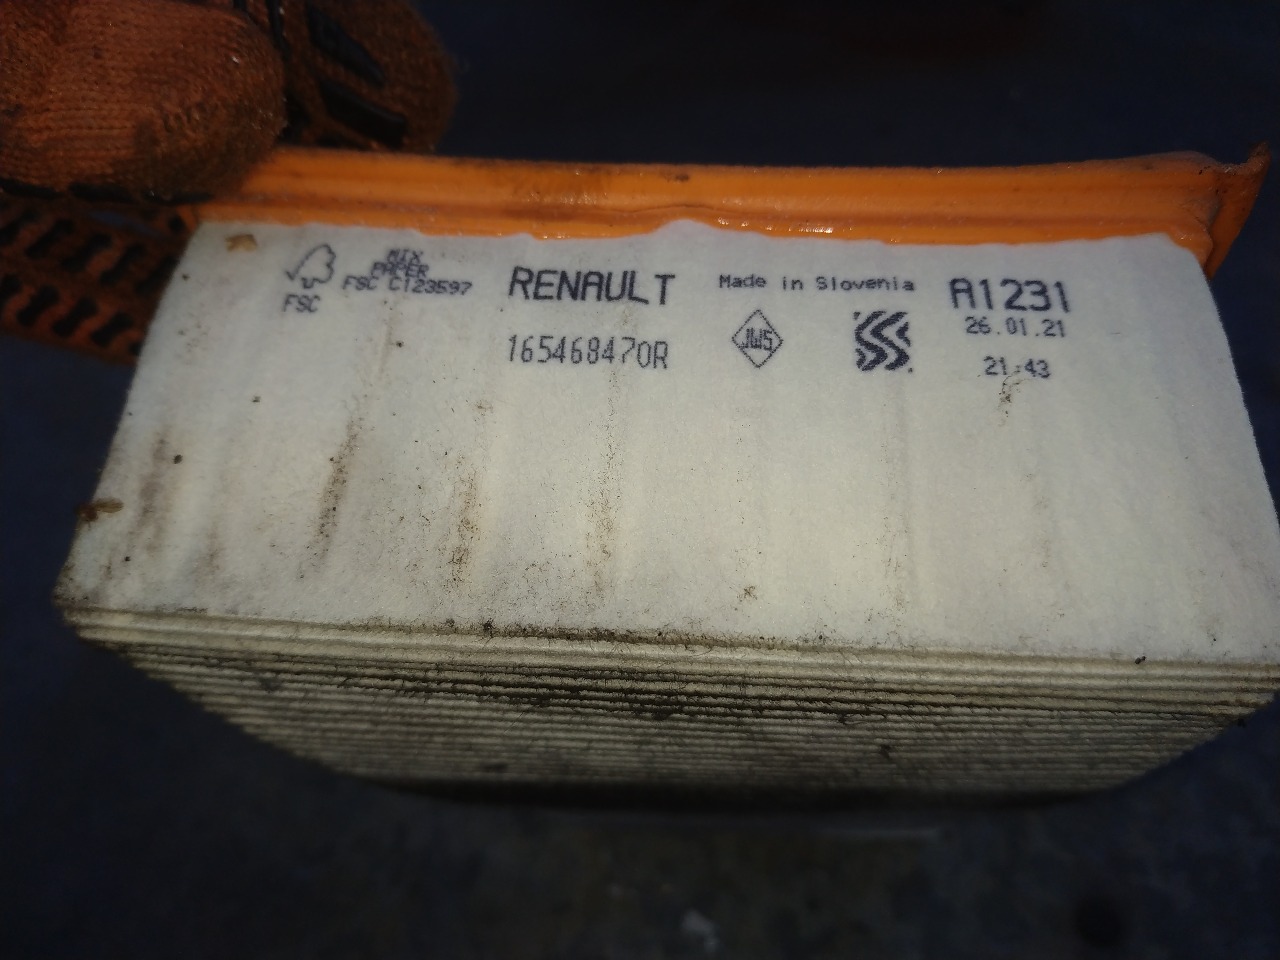 FSC
MIX
PAPER
FSC C123597
RENAULT
165468470R
Made in Slovenia
JWS
A1231
26.01.21
21:43